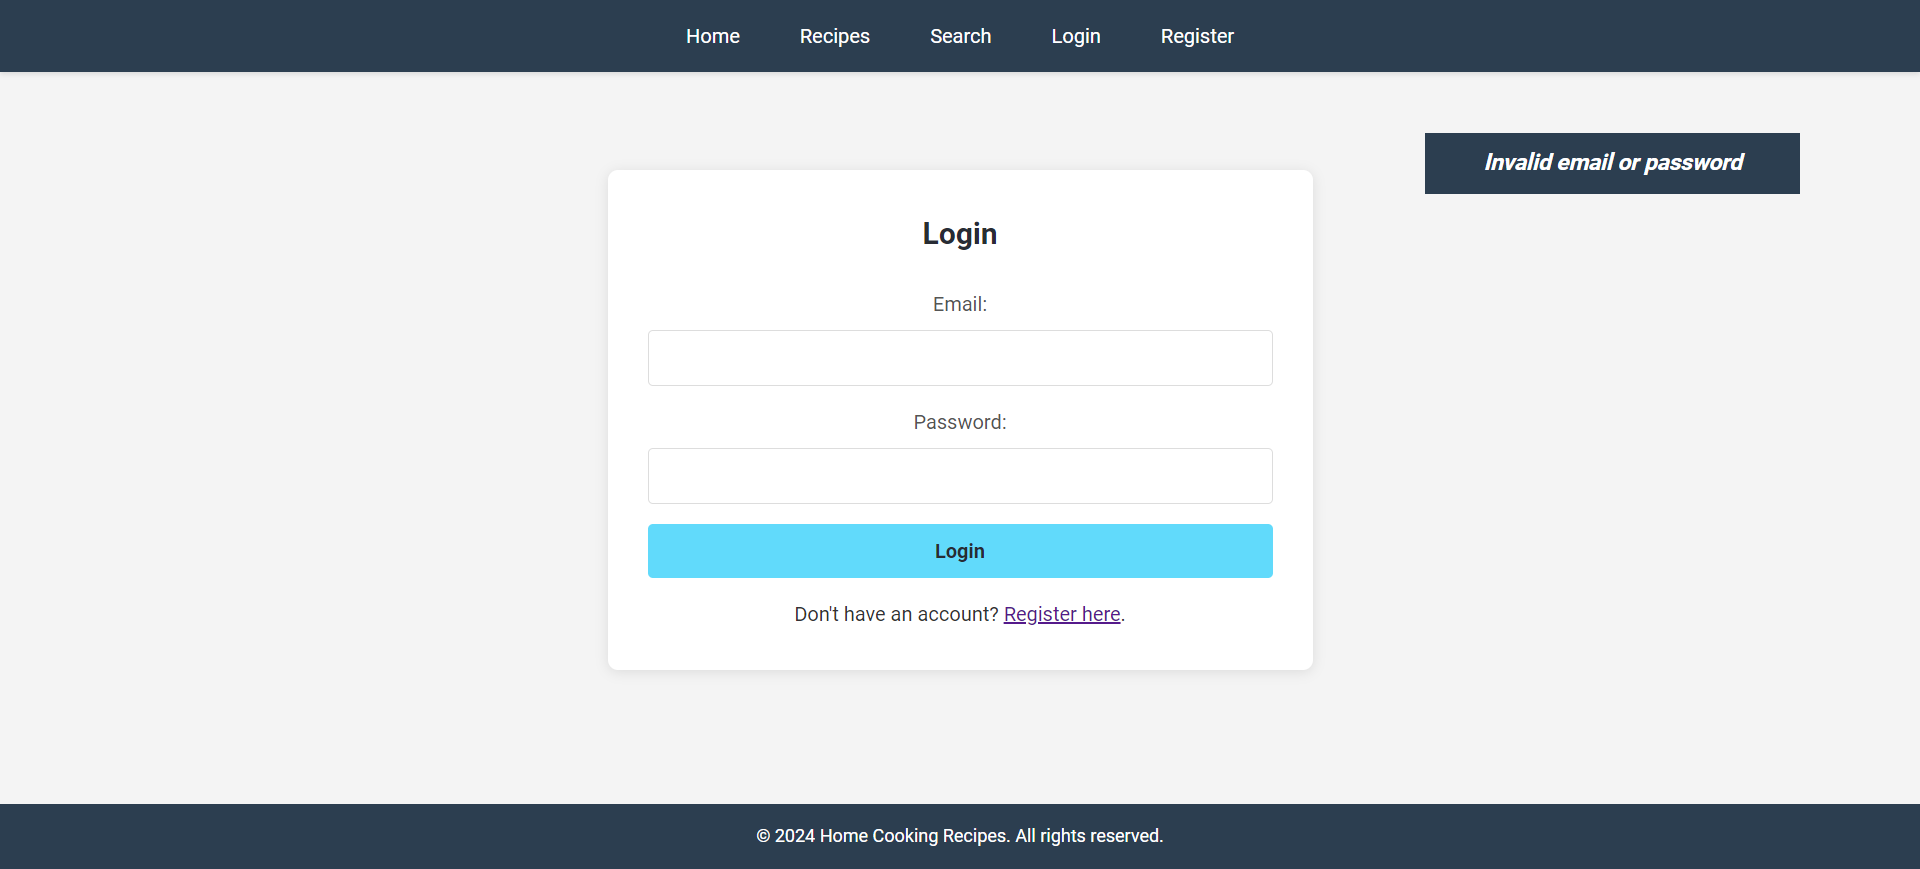 Home Recipes Search Login Register
Invalid email or password
Login
Email:
Password:
Login
Don't have an account? Register here.
© 2024 Home Cooking Recipes. All rights reserved.